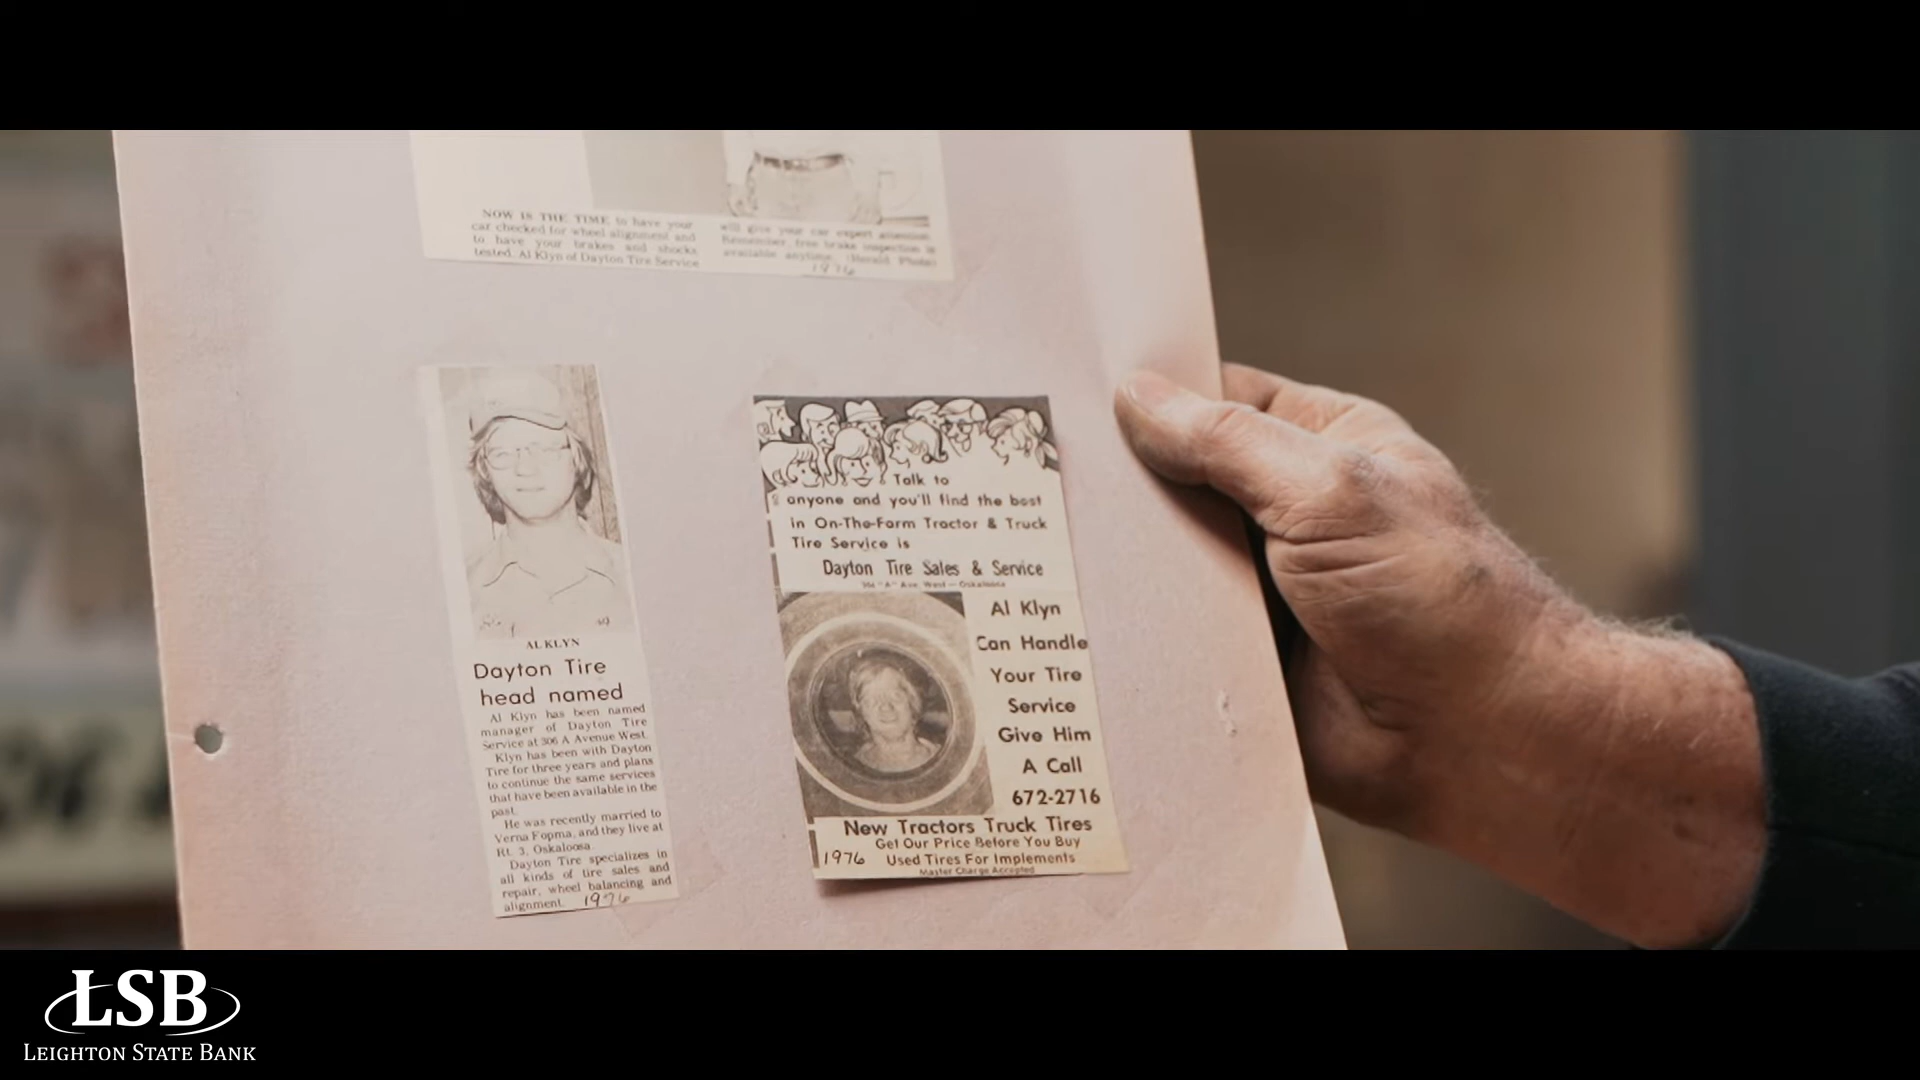 NOW IS THE TIME to have your
car checked for wheel alignment and
to have your brakes and shocks
tested. Al Klyn of Dayton Tire Service
will give your car expert attention.
Remember, free brake inspection is
available anytime. (Herald Photo)
1976
AL KLYN
Dayton Tire
head named
Al Klyn has been named
manager of Dayton Tire
Service at 306 A Avenue West.
Klyn has been with Dayton
Tire for three years and plans
to continue the same services
that have been available in the
past.
He was recently married to
Verna Fopma, and they live at
Rt. 3, Oskaloosa.
Dayton Tire specializes in
all kinds of tire sales and
repair, wheel balancing and
alignment. 1976
Talk to
anyone and you'll find the best
in On-The-Farm Tractor & Truck
Tire Service is
Dayton Tire Sales & Service
"A" Ave. West - Oskaloosa
Al Klyn
Can Handle
Your Tire
Service
Give Him
A Call
672-2716
New Tractors Truck Tires
Get Our Price Before You Buy
1976 Used Tires For Implements
Master Charge Accepted
LSB
LEIGHTON STATE BANK